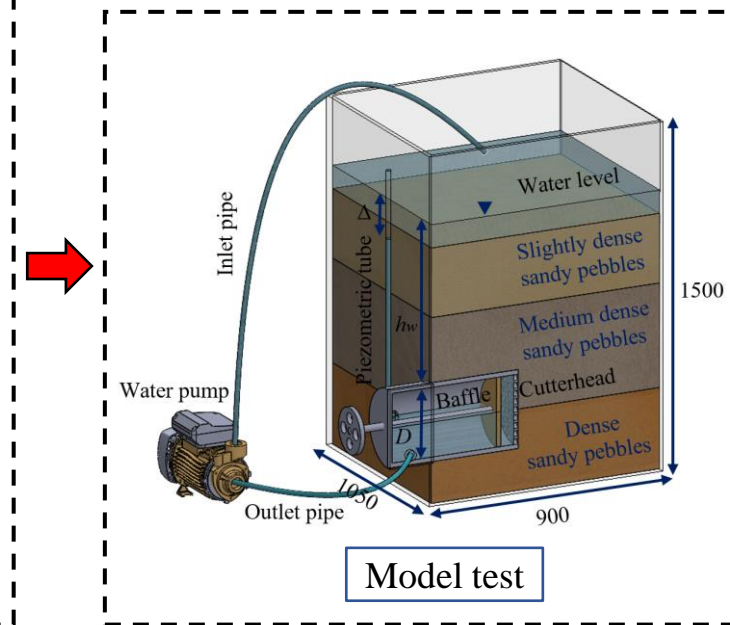 Water level
Δ
Slightly dense
sandy pebbles
Inlet pipe
Piezometric tube
hw
Medium dense
sandy pebbles
1500
Water pump
Baffle
Cutterhead
D
Dense
sandy pebbles
1050
Outlet pipe
900
Model test